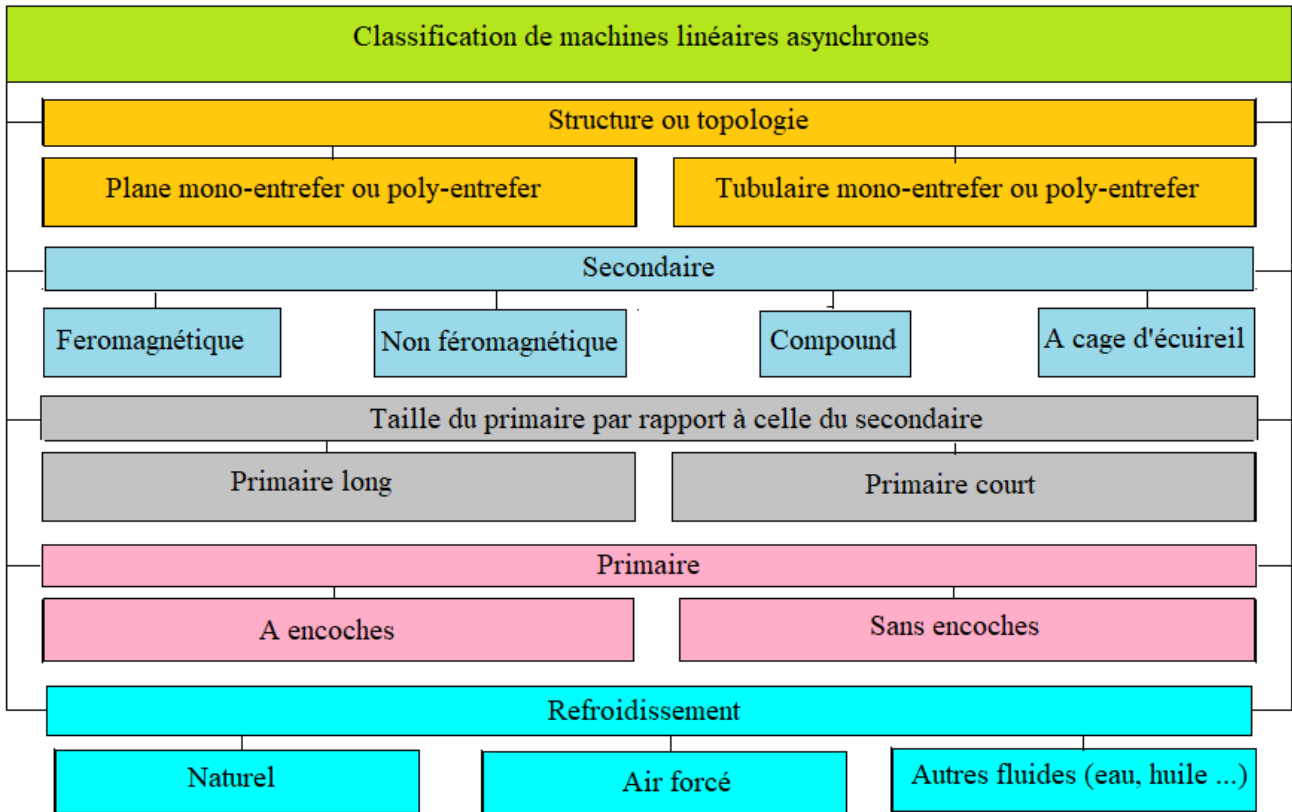 Classification de machines linéaires asynchrones
Structure ou topologie
Plane mono-entrefer ou poly-entrefer
Tubulaire mono-entrefer ou poly-entrefer
Secondaire
Feromagnétique
Non féromagnétique
Compound
A cage d'écuireil
Taille du primaire par rapport à celle du secondaire
Primaire long
Primaire court
Primaire
A encoches
Sans encoches
Refroidissement
Naturel
Air forcé
Autres fluides (eau, huile ...)